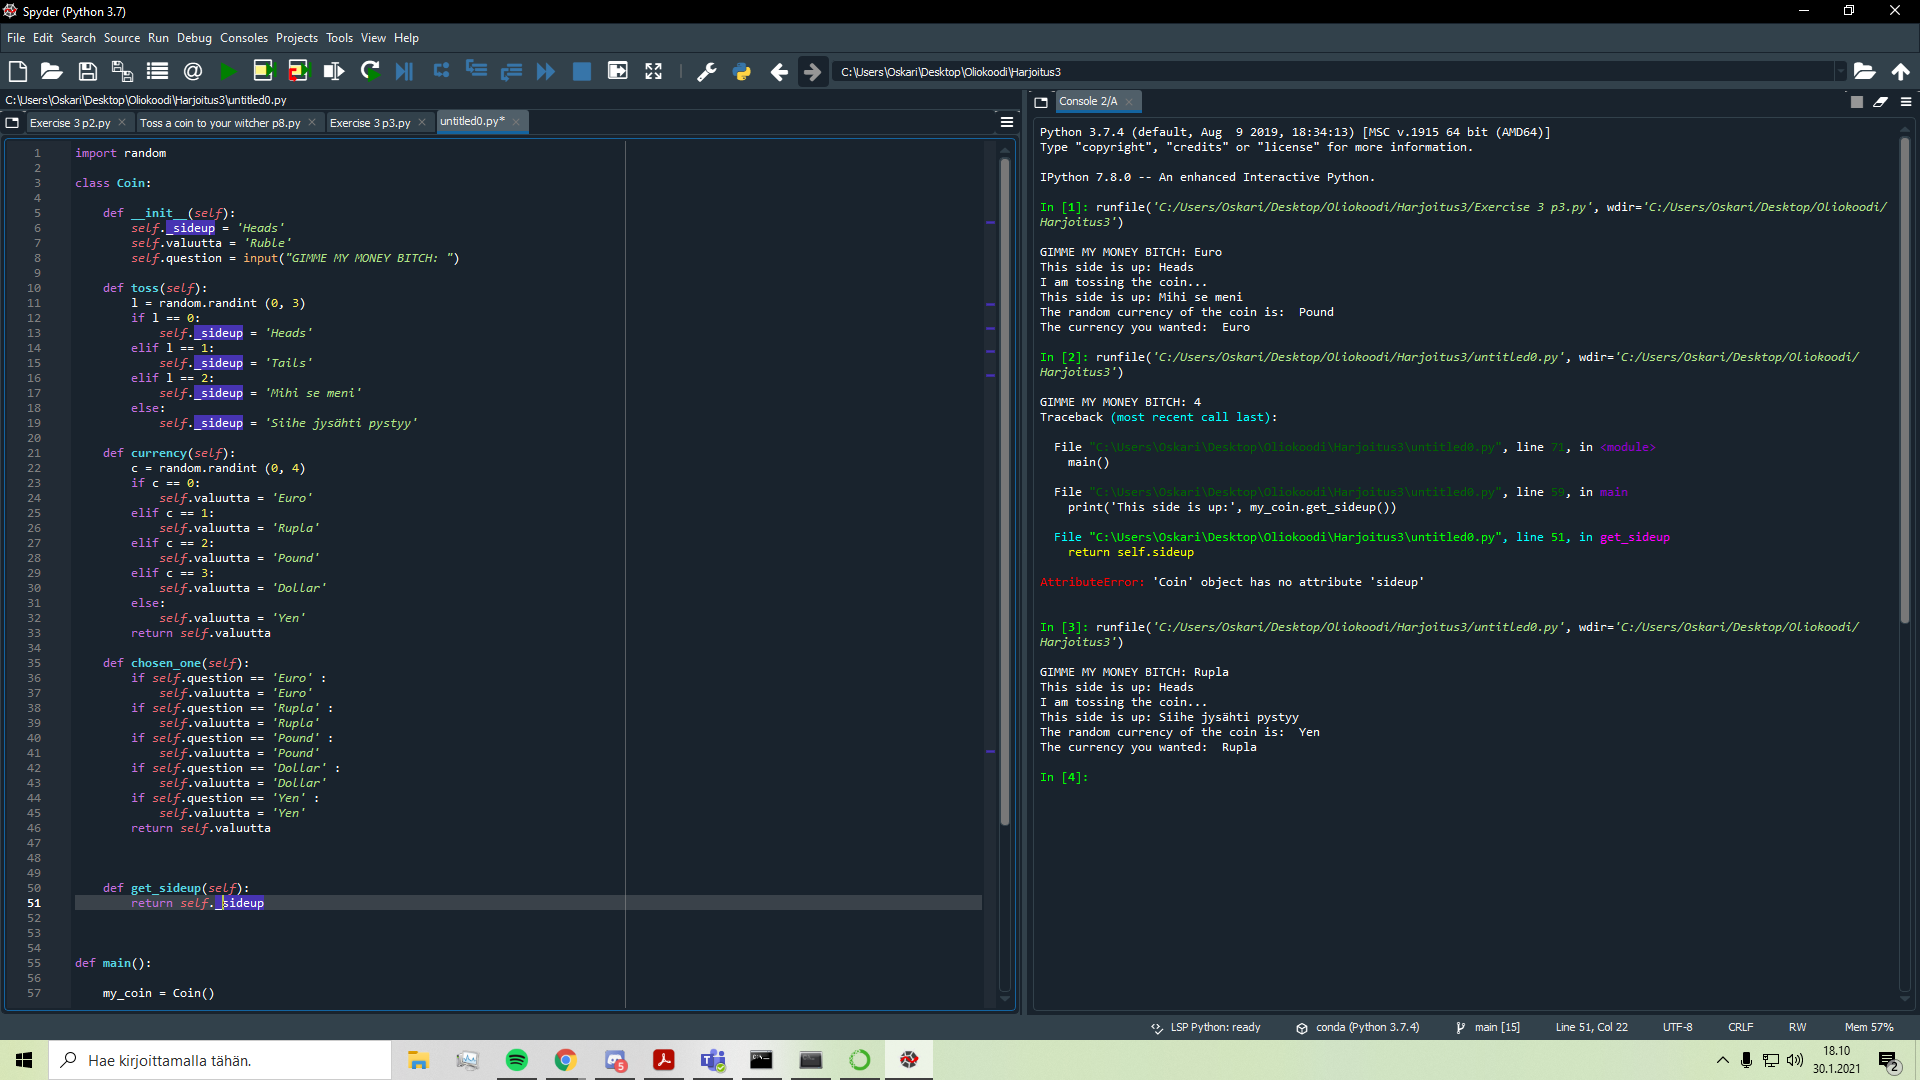 Spyder (Python 3.7)
File Edit Search Source Run Debug Consoles Projects Tools View Help
C:\Users\Oskari\Desktop\Oliokoodi\Harjoitus3
C:\Users\Oskari\Desktop\Oliokoodi\Harjoitus3\untitled0.py
Exercise 3 p2.py
Toss a coin to your witcher p8.py
Exercise 3 p3.py
untitled0.py*
1 import random
2
3 class Coin:
4
5 def __init__(self):
6 self._sideup = 'Heads'
7 self.valuutta = 'Ruble'
8 self.question = input("GIMME MY MONEY BITCH: ")
9
10 def toss(self):
11 l = random.randint (0, 3)
12 if l == 0:
13 self._sideup = 'Heads'
14 elif l == 1:
15 self._sideup = 'Tails'
16 elif l == 2:
17 self._sideup = 'Mihi se meni'
18 else:
19 self._sideup = 'Siihe jysähti pystyy'
20
21 def currency(self):
22 c = random.randint (0, 4)
23 if c == 0:
24 self.valuutta = 'Euro'
25 elif c == 1:
26 self.valuutta = 'Rupla'
27 elif c == 2:
28 self.valuutta = 'Pound'
29 elif c == 3:
30 self.valuutta = 'Dollar'
31 else:
32 self.valuutta = 'Yen'
33 return self.valuutta
34
35 def chosen_one(self):
36 if self.question == 'Euro' :
37 self.valuutta = 'Euro'
38 if self.question == 'Rupla' :
39 self.valuutta = 'Rupla'
40 if self.question == 'Pound' :
41 self.valuutta = 'Pound'
42 if self.question == 'Dollar' :
43 self.valuutta = 'Dollar'
44 if self.question == 'Yen' :
45 self.valuutta = 'Yen'
46 return self.valuutta
47
48
49
50 def get_sideup(self):
51 return self._sideup
52
53
54
55 def main():
56
57 my_coin = Coin()
Console 2/A
Python 3.7.4 (default, Aug  9 2019, 18:34:13) [MSC v.1915 64 bit (AMD64)]
Type "copyright", "credits" or "license" for more information.
IPython 7.8.0 -- An enhanced Interactive Python.
In [1]: runfile('C:/Users/Oskari/Desktop/Oliokoodi/Harjoitus3/Exercise 3 p3.py', wdir='C:/Users/Oskari/Desktop/Oliokoodi/
Harjoitus3')
GIMME MY MONEY BITCH: Euro
This side is up: Heads
I am tossing the coin...
This side is up: Mihi se meni
The random currency of the coin is:  Pound
The currency you wanted:  Euro
In [2]: runfile('C:/Users/Oskari/Desktop/Oliokoodi/Harjoitus3/untitled0.py', wdir='C:/Users/Oskari/Desktop/Oliokoodi/
Harjoitus3')
GIMME MY MONEY BITCH: 4
Traceback (most recent call last):
File "C:\Users\Oskari\Desktop\Oliokoodi\Harjoitus3\untitled0.py", line 71, in <module>
main()
File "C:\Users\Oskari\Desktop\Oliokoodi\Harjoitus3\untitled0.py", line 59, in main
print('This side is up:', my_coin.get_sideup())
File "C:\Users\Oskari\Desktop\Oliokoodi\Harjoitus3\untitled0.py", line 51, in get_sideup
return self.sideup
AttributeError: 'Coin' object has no attribute 'sideup'
In [3]: runfile('C:/Users/Oskari/Desktop/Oliokoodi/Harjoitus3/untitled0.py', wdir='C:/Users/Oskari/Desktop/Oliokoodi/
Harjoitus3')
GIMME MY MONEY BITCH: Rupla
This side is up: Heads
I am tossing the coin...
This side is up: Siihe jysähti pystyy
The random currency of the coin is:  Yen
The currency you wanted:  Rupla
In [4]:
LSP Python: ready conda (Python 3.7.4) main [15] Line 51, Col 22 UTF-8 CRLF RW Mem 57%
Hae kirjoittamalla tähän.
5
18.10
30.1.2021
2